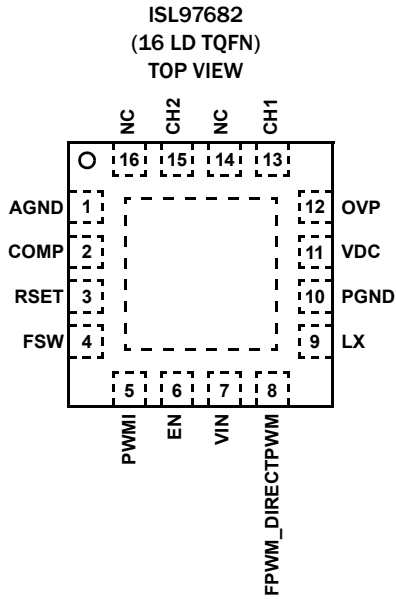 ISL97682
(16 LD TQFN)
TOP VIEW
NC
CH2
NC
CH1
16
15
14
13
AGND 1
12 OVP
COMP 2
11 VDC
RSET 3
10 PGND
FSW 4
9 LX
5
6
7
8
PWMI
EN
VIN
FPWM_DIRECTPWM